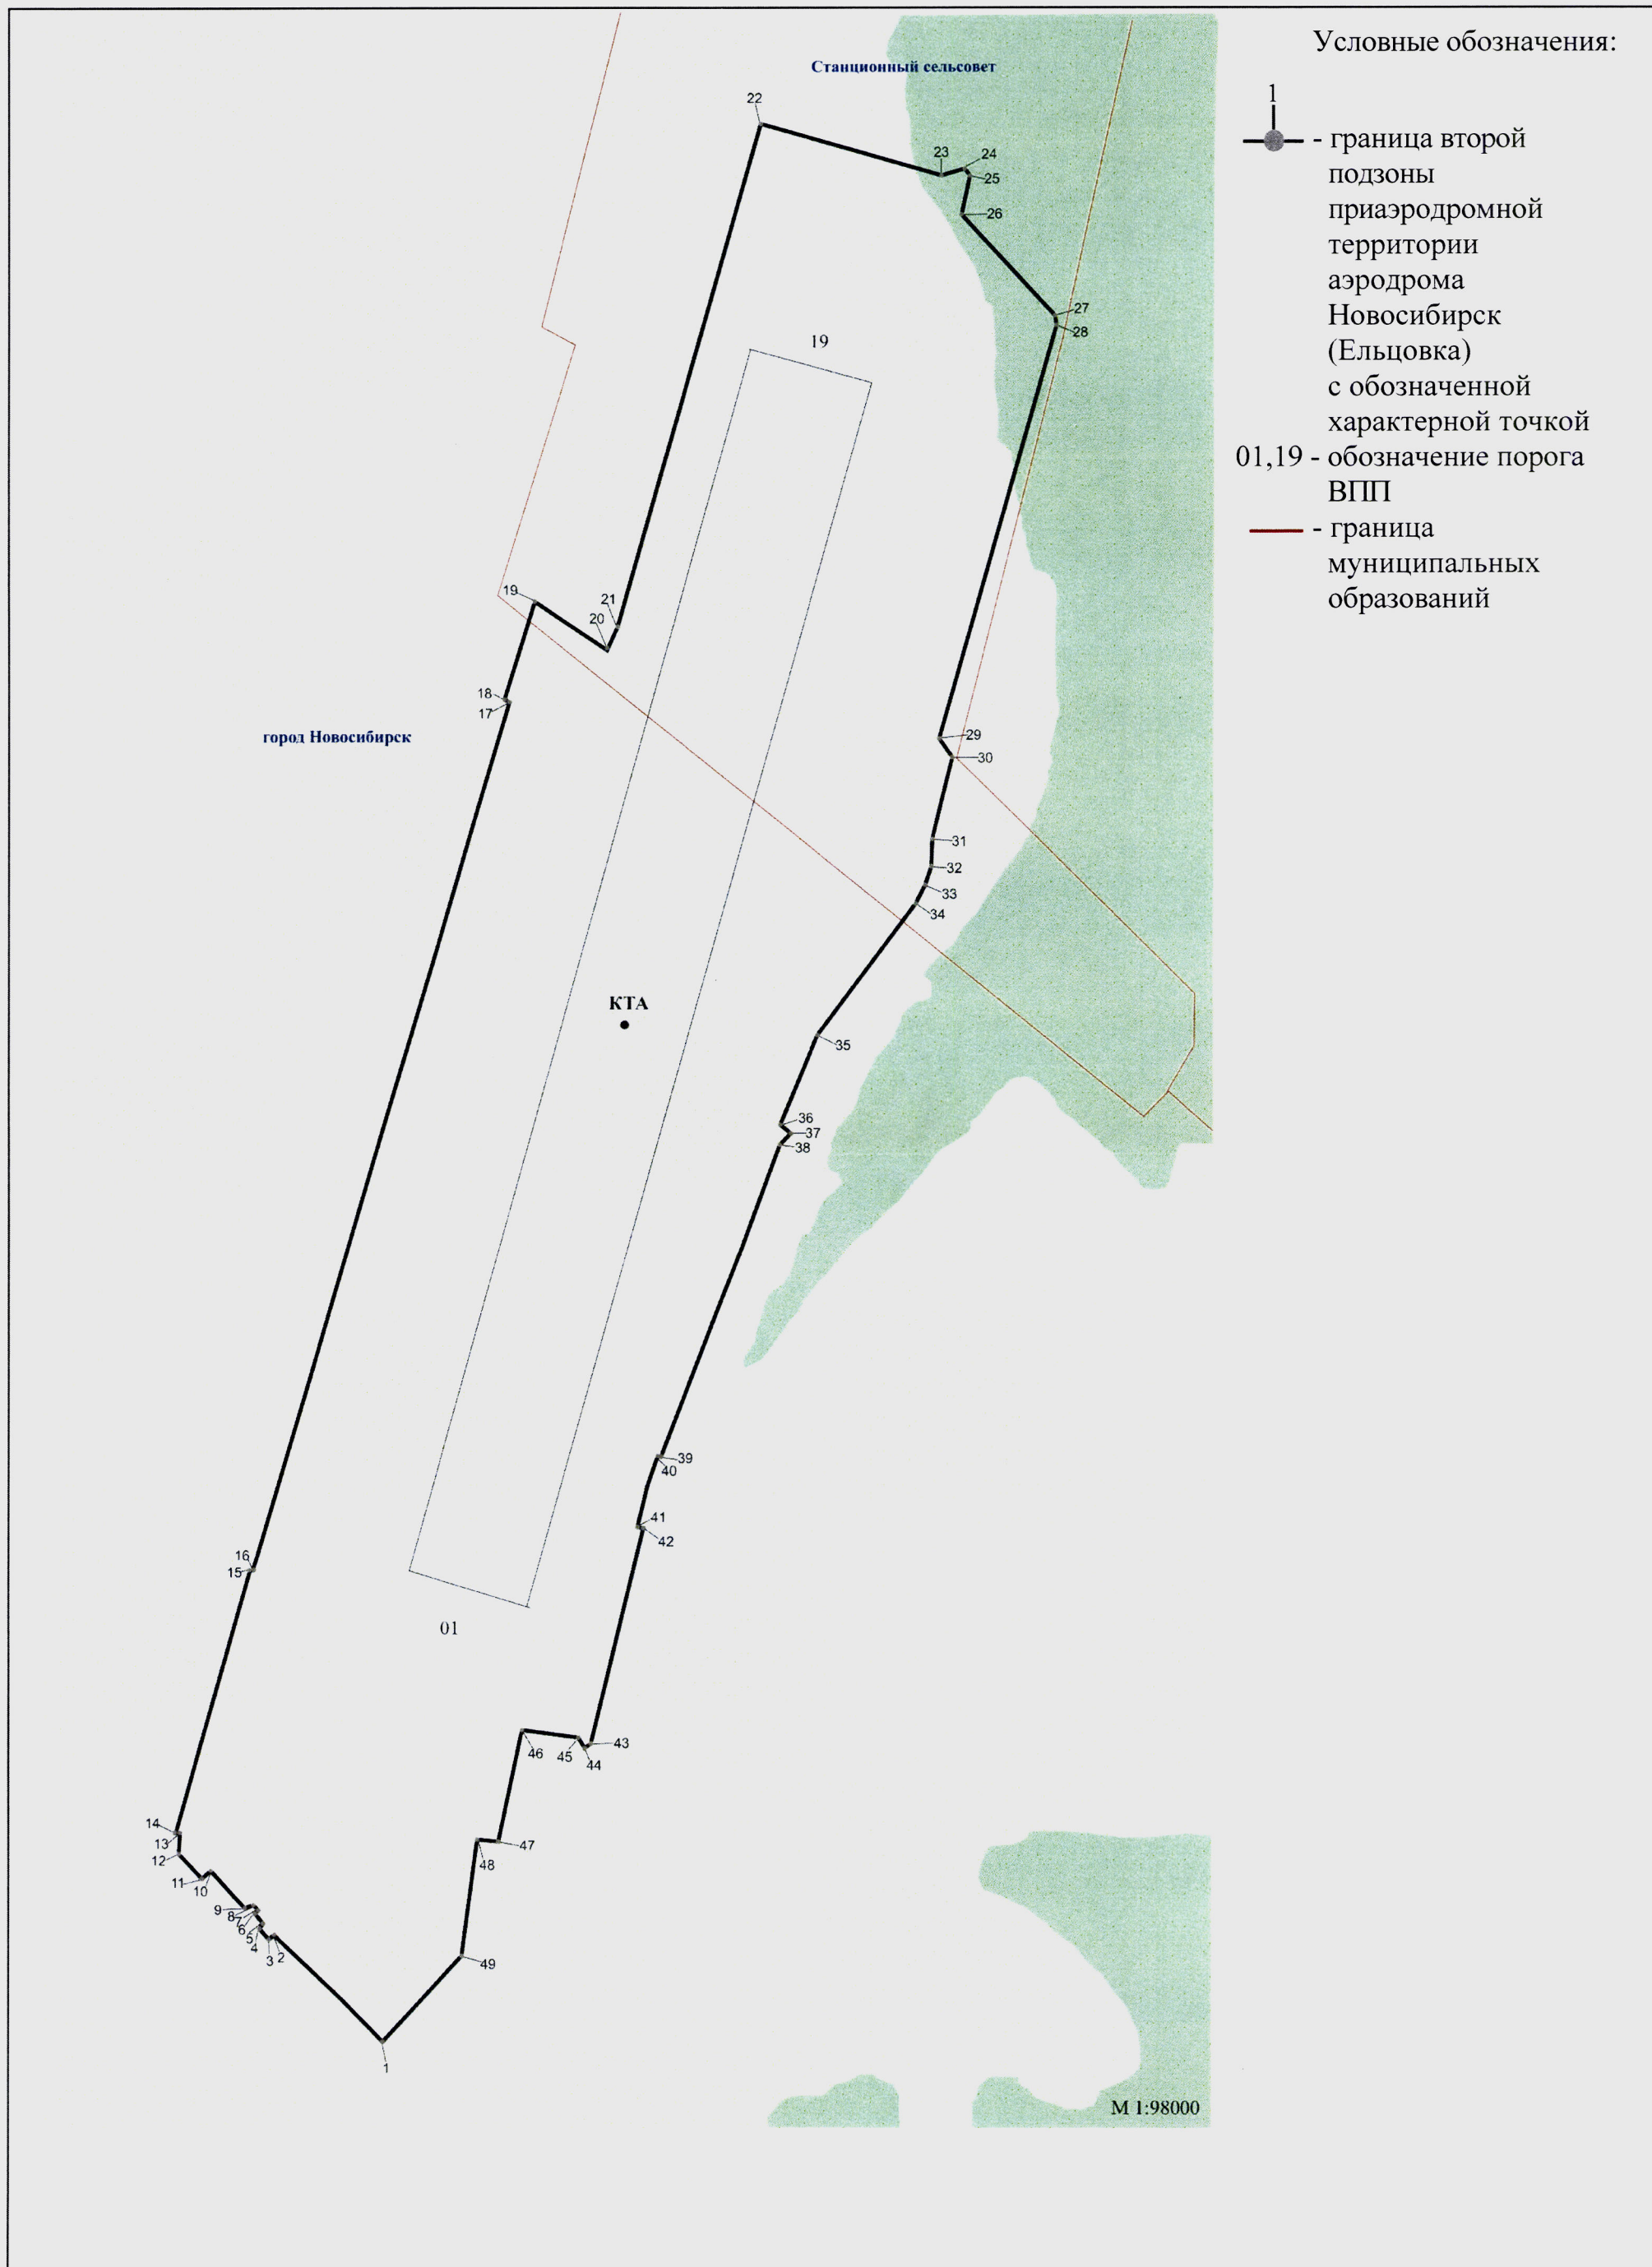 Условные обозначения:
Станционный сельсовет
1
- граница второй
подзоны
приаэродромной
территории
аэродрома
Новосибирск
(Ельцовка)
с обозначенной
характерной точкой
01,19 - обозначение порога
ВПП
- граница
муниципальных
образований
22
23
24
25
26
27
28
19
19
21
20
18
17
город Новосибирск
29
30
31
32
33
34
КТА
35
36
37
38
39
40
41
42
16
15
01
43
46
45
44
14
13
12
47
48
11
10
9
8
7
6
5
4
3
2
49
1
М 1:98000